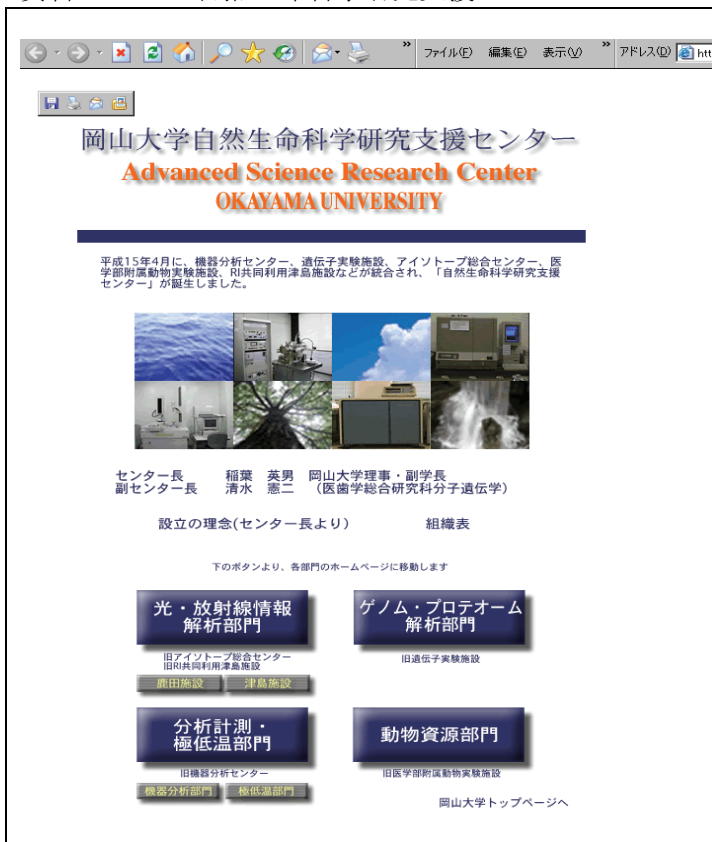 ファイル(F) 編集(E) 表示(V) アドレス(D) htt
岡山大学自然生命科学研究支援センター
Advanced Science Research Center
OKAYAMA UNIVERSITY
平成15年4月に、機器分析センター、遺伝子実験施設、アイソトープ総合センター、医
学部附属動物実験施設、RI共同利用津島施設などが統合され、「自然生命科学研究支援
センター」が誕生しました。
センター長 稲葉 英男 岡山大学理事・副学長
副センター長 清水 憲二 (医歯学総合研究科分子遺伝学)
設立の理念(センター長より) 組織表
下のボタンより、各部門のホームページに移動します
光・放射線情報
解析部門
旧アイソトープ総合センター
旧RI共同利用津島施設
鹿田施設 津島施設
ゲノム・プロテオーム
解析部門
旧遺伝子実験施設
分析計測・
極低温部門
旧機器分析センター
機器分析部門 極低温部門
動物資源部門
旧医学部附属動物実験施設
岡山大学トップページへ